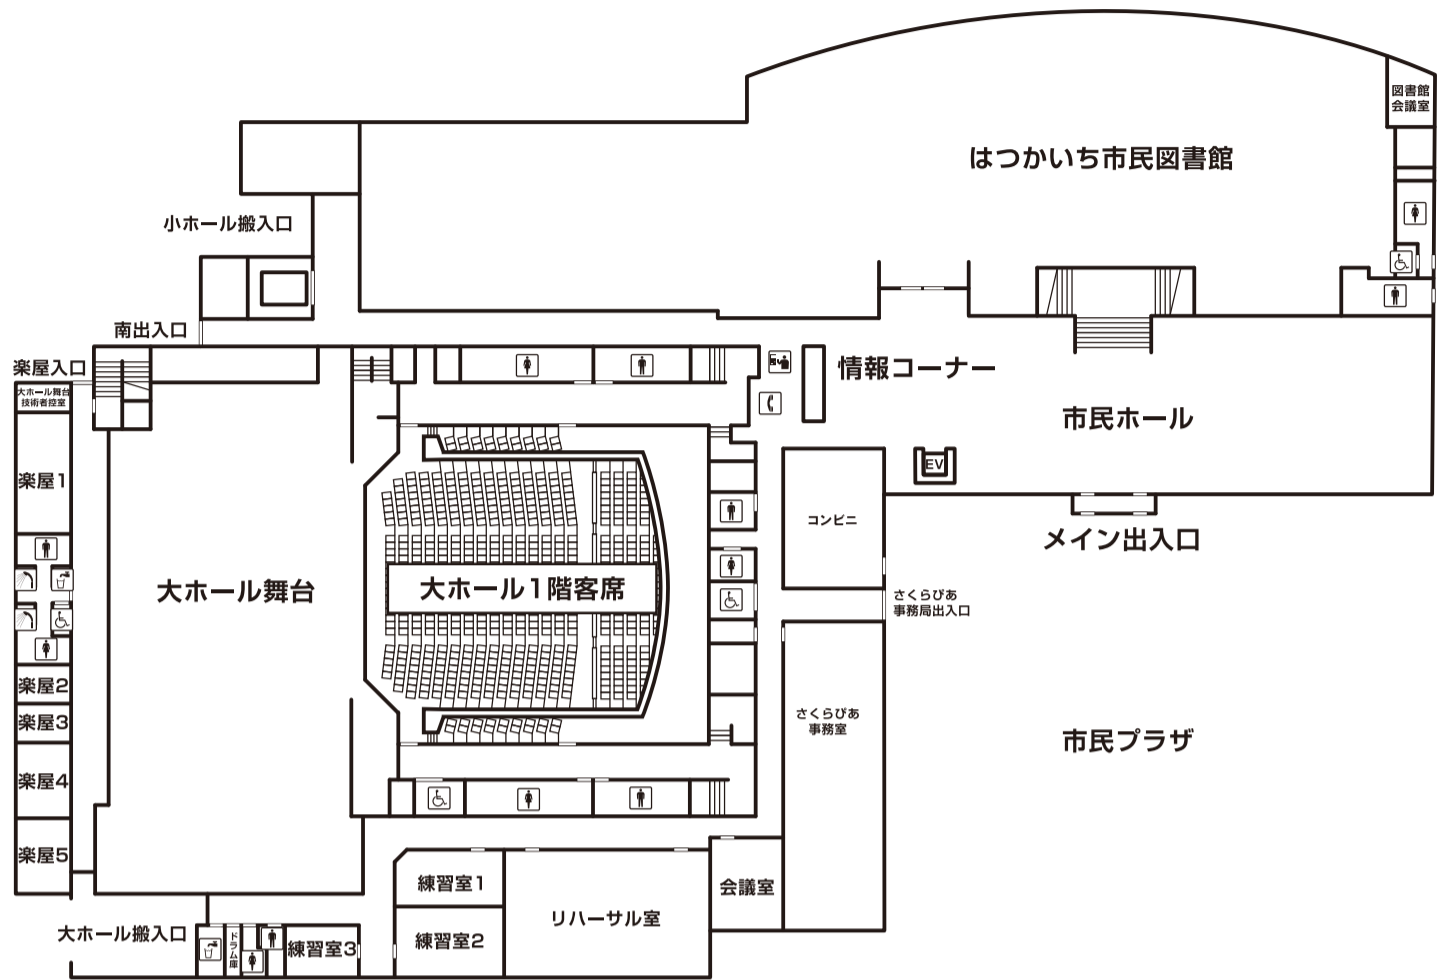 図書館
会議室
はつかいち市民図書館
小ホール搬入口
南出入口
楽屋入口
大ホール舞台
技術者控室
情報コーナー
市民ホール
EV
楽屋1
コンビニ
メイン出入口
大ホール舞台
大ホール1階客席
さくらぴあ
事務局出入口
楽屋2
楽屋3
さくらぴあ
事務室
市民プラザ
楽屋4
楽屋5
練習室1
会議室
リハーサル室
大ホール搬入口
ドラム庫
練習室3
練習室2